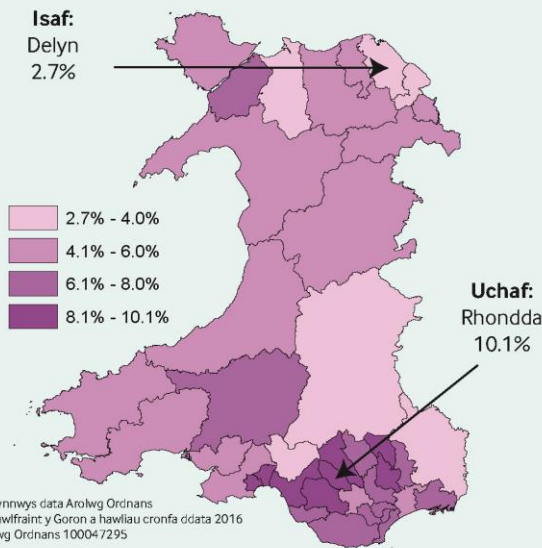 Isaf:
Delyn
2.7%
2.7% - 4.0%
4.1% - 6.0%
6.1% - 8.0%
8.1% - 10.1%
Uchaf:
Rhondda
10.1%
data Arolwg Ordnans
y Goron a hawliau cronfa ddata 2016
Ordnans 100047295